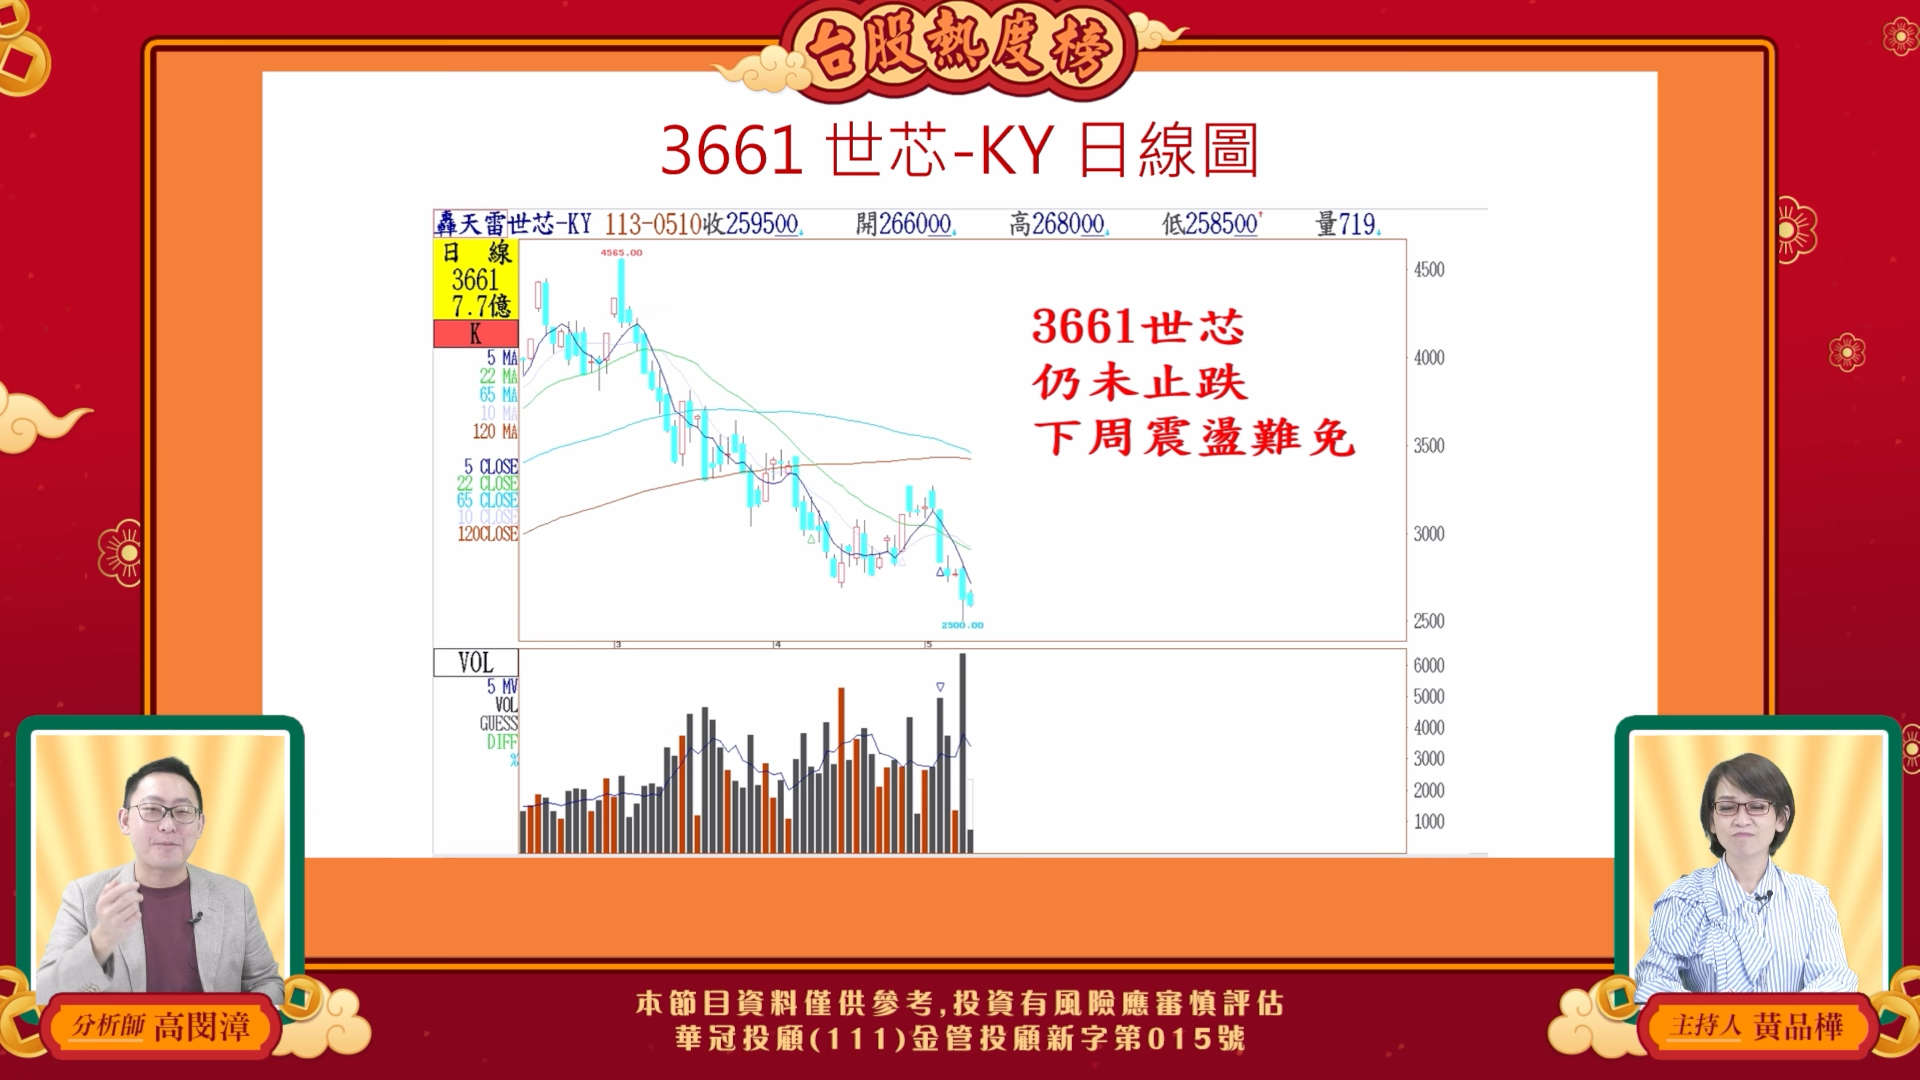 台股熱度榜
3661 世芯-KY 日線圖
轟天雷世芯-KY 113-0510收259500 開266000 高268000 低258500 量719
日 線
3661
7.7億
K
5 MA
22 MA
65 MA
10 MA
120 MA
5 CLOSE
22 CLOSE
65 CLOSE
10 CLOSE
120CLOSE
4565.00
3661世芯
仍未止跌
下周震盪難免
2500.00
4500
4000
3500
3000
2500
3 4 5
VOL
5 MV
VOL
GUESS
DIFF
%
6000
5000
4000
3000
2000
1000
分析師 高閔漳
主持人 黃品樺
本節目資料僅供參考,投資有風險應審慎評估
華冠投顧(111)金管投顧新字第015號